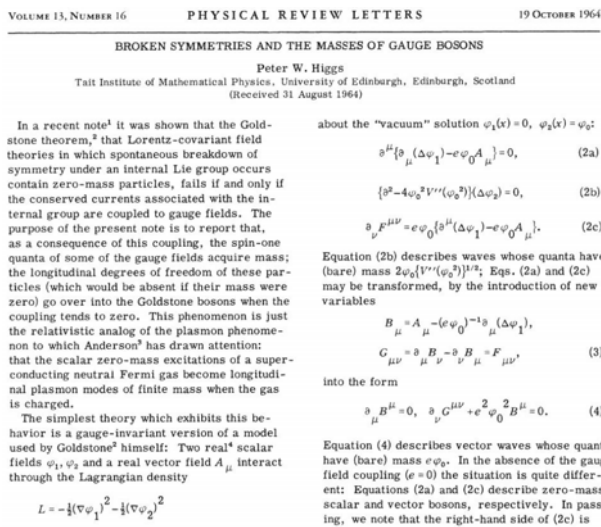 VOLUME 13, NUMBER 16 PHYSICAL REVIEW LETTERS 19 OCTOBER 1964
BROKEN SYMMETRIES AND THE MASSES OF GAUGE BOSONS
Peter W. Higgs
Tait Institute of Mathematical Physics, University of Edinburgh, Edinburgh, Scotland
(Received 31 August 1964)
In a recent note¹ it was shown that the Gold-
stone theorem,² that Lorentz-covariant field
theories in which spontaneous breakdown of
symmetry under an internal Lie group occurs
contain zero-mass particles, fails if and only if
the conserved currents associated with the in-
ternal group are coupled to gauge fields. The
purpose of the present note is to report that,
as a consequence of this coupling, the spin-one
quanta of some of the gauge fields acquire mass;
the longitudinal degrees of freedom of these par-
ticles (which would be absent if their mass were
zero) go over into the Goldstone bosons when the
coupling tends to zero. This phenomenon is just
the relativistic analog of the plasmon phenome-
non to which Anderson³ has drawn attention:
that the scalar zero-mass excitations of a super-
conducting neutral Fermi gas become longitudi-
nal plasmon modes of finite mass when the gas
is charged.
The simplest theory which exhibits this be-
havior is a gauge-invariant version of a model
used by Goldstone² himself: Two real⁴ scalar
fields φ₁, φ₂ and a real vector field A_μ interact
through the Lagrangian density
L = -½(∇φ₁)² - ½(∇φ₂)²
about the "vacuum" solution φ₁(x) = 0, φ₂(x) = φ₀:
∂^μ{∂_μ(Δφ₁) - eφ₀A_μ} = 0, (2a)
{∂² - 4φ₀²V''(φ₀²)}(Δφ₂) = 0, (2b)
∂_νF^μν = eφ₀{∂^μ(Δφ₁) - eφ₀A_μ}. (2c
Equation (2b) describes waves whose quanta have
(bare) mass 2φ₀{V''(φ₀²)}^1/2; Eqs. (2a) and (2c)
may be transformed, by the introduction of new
variables
B_μ = A_μ - (eφ₀)⁻¹∂_μ(Δφ₁),
G_μν = ∂_μB_ν - ∂_νB_μ = F_μν, (3)
into the form
∂_μB^μ = 0, ∂_νG^μν + e²φ₀²B^μ = 0. (4
Equation (4) describes vector waves whose quant
have (bare) mass eφ₀. In the absence of the gaug
field coupling (e = 0) the situation is quite differ-
ent: Equations (2a) and (2c) describe zero-mass
scalar and vector bosons, respectively. In pass
ing, we note that the right-hand side of (2c) is